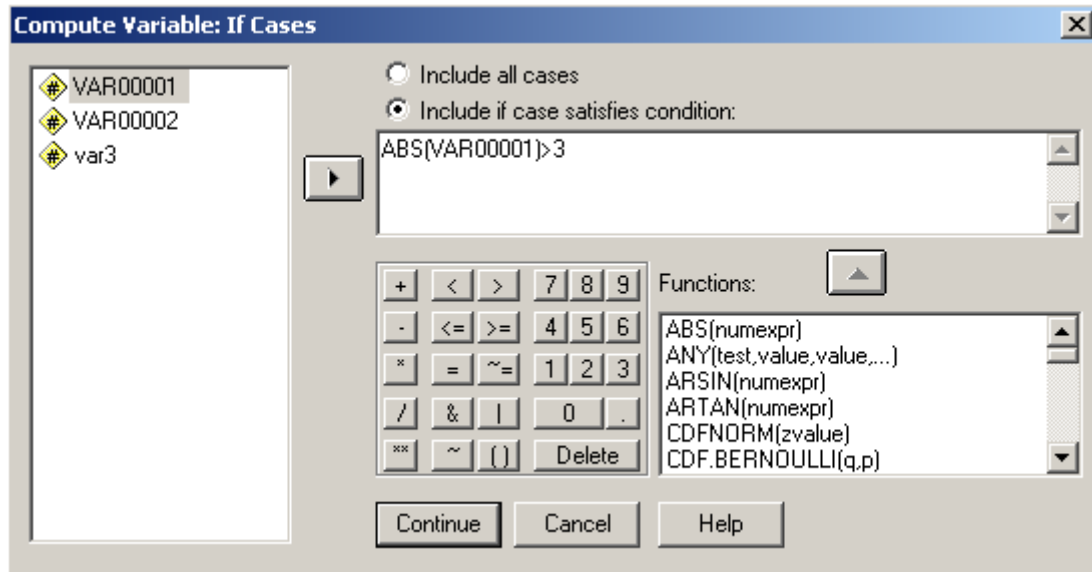 Compute Variable: If Cases
VAR00001
VAR00002
var3
Include all cases
Include if case satisfies condition:
ABS(VAR00001)>3
+ < > 7 8 9
- <= >= 4 5 6
* = ~= 1 2 3
/ & | 0 .
** ~ () Delete
Functions:
ABS(numexpr)
ANY(test,value,value,...)
ARSIN(numexpr)
ARTAN(numexpr)
CDFNORM(zvalue)
CDF.BERNOULLI(q,p)
Continue Cancel Help